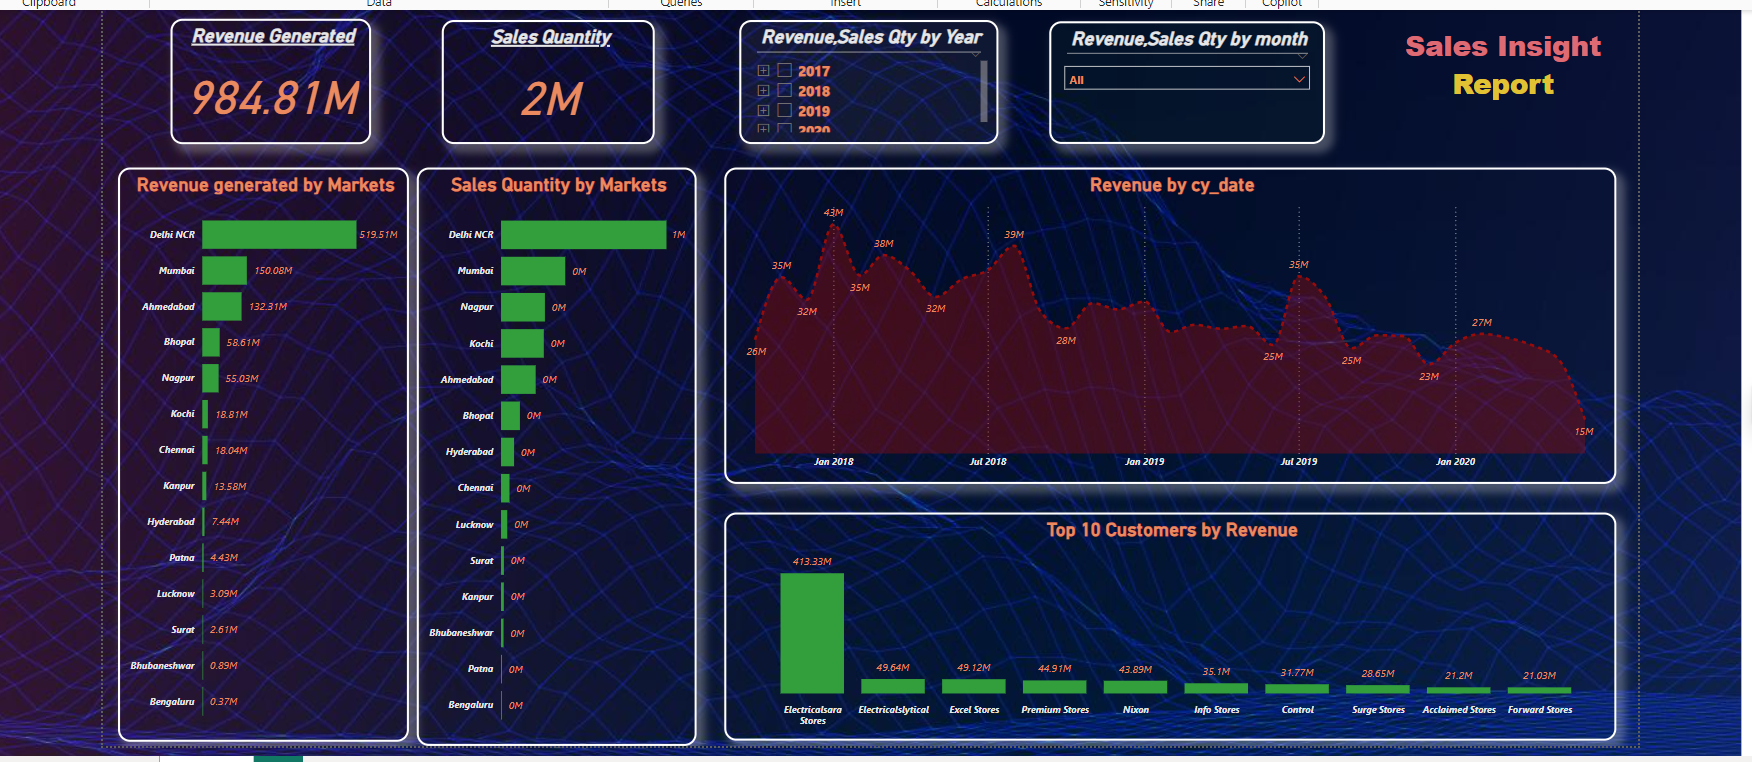 Clipboard
Data
Queries
Insert
Calculations
Sensitivity
Share
Copilot
Revenue Generated
984.81M
Sales Quantity
2M
Revenue,Sales Qty by Year
2017
2018
2019
2020
Revenue,Sales Qty by month
All
Sales Insight
Report
Revenue generated by Markets
Delhi NCR 519.51M
Mumbai 150.08M
Ahmedabad 132.31M
Bhopal 58.61M
Nagpur 55.03M
Kochi 18.81M
Chennai 18.04M
Kanpur 13.58M
Hyderabad 7.44M
Patna 4.43M
Lucknow 3.09M
Surat 2.61M
Bhubaneshwar 0.89M
Bengaluru 0.37M
Sales Quantity by Markets
Delhi NCR 1M
Mumbai 0M
Nagpur 0M
Kochi 0M
Ahmedabad 0M
Bhopal 0M
Hyderabad 0M
Chennai 0M
Lucknow 0M
Surat 0M
Kanpur 0M
Bhubaneshwar 0M
Patna 0M
Bengaluru 0M
Revenue by cy_date
26M 35M 32M 43M 35M 38M 32M 39M 28M 25M 35M 25M 23M 27M 15M
Jan 2018 Jul 2018 Jan 2019 Jul 2019 Jan 2020
Top 10 Customers by Revenue
413.33M 49.64M 49.12M 44.91M 43.89M 35.1M 31.77M 28.65M 21.2M 21.03M
Electricalsara Electricalslytical Excel Stores Premium Stores Nixon Info Stores Control Surge Stores Acclaimed Stores Forward Stores
Stores